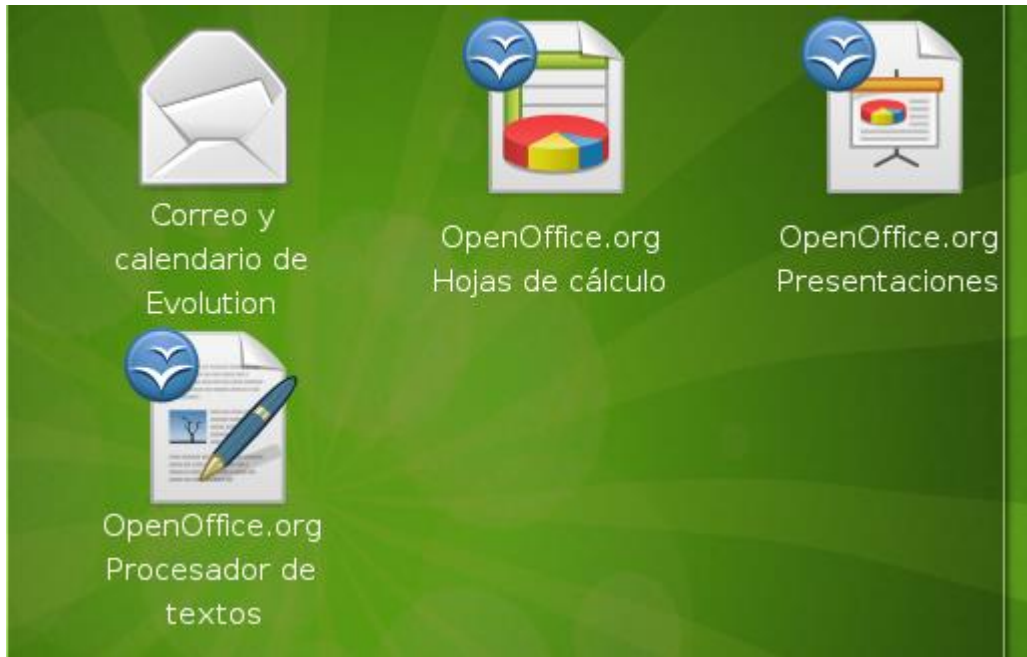 Correo y
calendario de
Evolution
OpenOffice.org
Hojas de cálculo
OpenOffice.org
Presentaciones
OpenOffice.org
Procesador de
textos